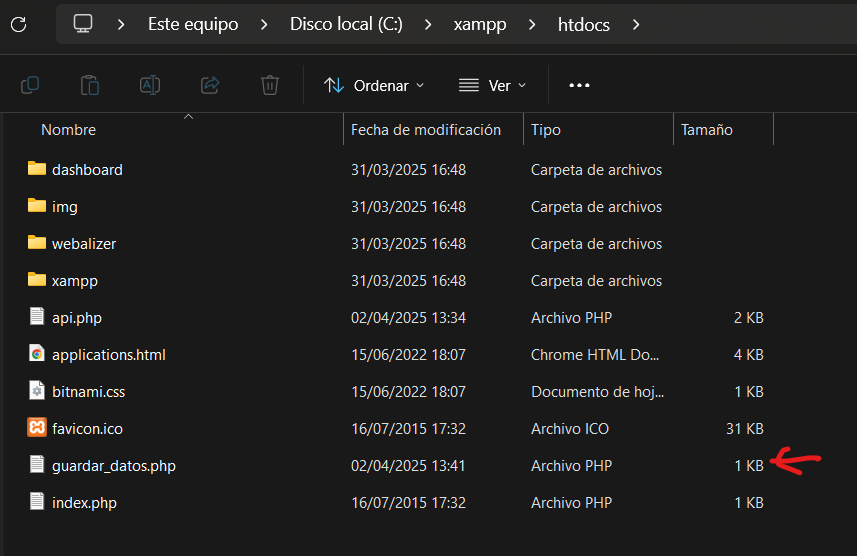 Este equipo > Disco local (C:) > xampp > htdocs >
Ordenar Ver ...
Nombre Fecha de modificación Tipo Tamaño
dashboard 31/03/2025 16:48 Carpeta de archivos
img 31/03/2025 16:48 Carpeta de archivos
webalizer 31/03/2025 16:48 Carpeta de archivos
xampp 31/03/2025 16:48 Carpeta de archivos
api.php 02/04/2025 13:34 Archivo PHP 2 KB
applications.html 15/06/2022 18:07 Chrome HTML Do... 4 KB
bitnami.css 15/06/2022 18:07 Documento de hoj... 1 KB
favicon.ico 16/07/2015 17:32 Archivo ICO 31 KB
guardar_datos.php 02/04/2025 13:41 Archivo PHP 1 KB
index.php 16/07/2015 17:32 Archivo PHP 1 KB